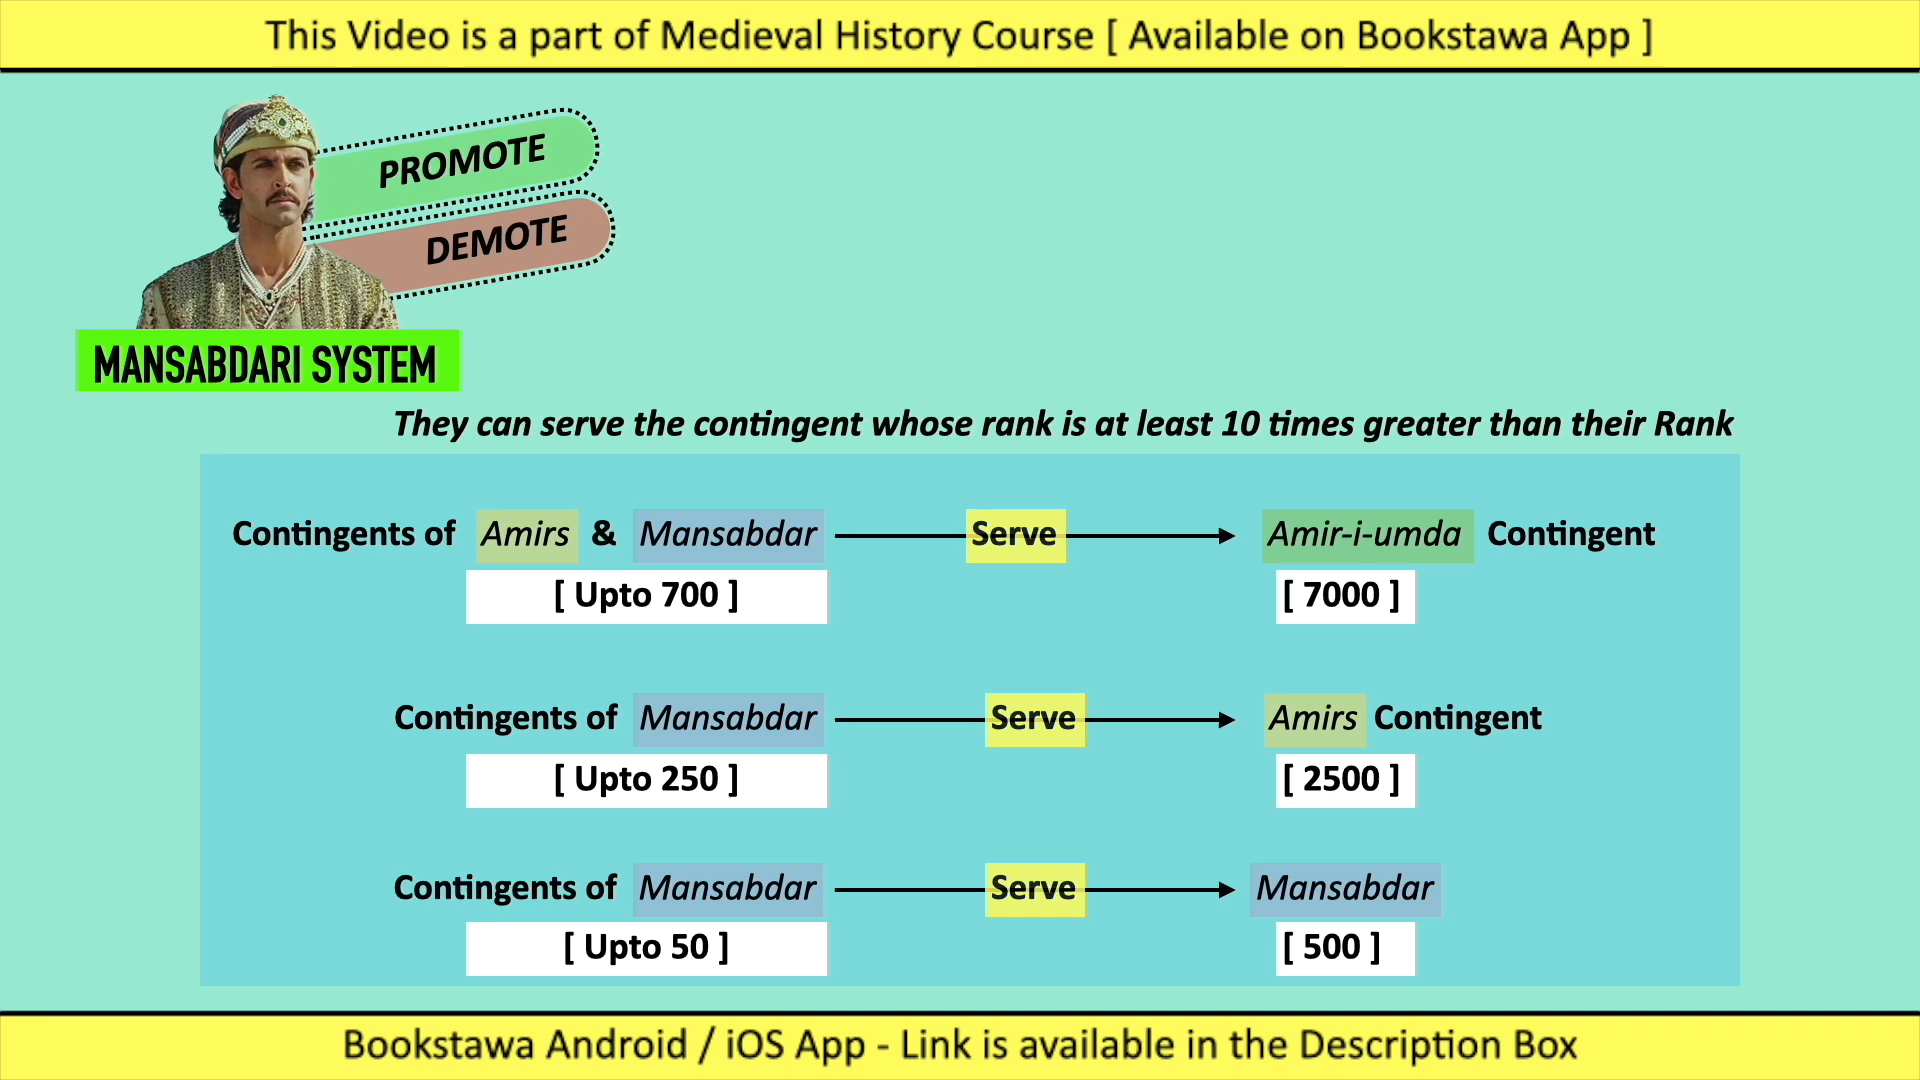 This Video is a part of Medieval History Course [ Available on Bookstawa App ]
PROMOTE
DEMOTE
MANSABDARI SYSTEM
They can serve the contingent whose rank is at least 10 times greater than their Rank
Contingents of Amirs & Mansabdar Serve Amir-i-umda Contingent
[ Upto 700 ] [ 7000 ]
Contingents of Mansabdar Serve Amirs Contingent
[ Upto 250 ] [ 2500 ]
Contingents of Mansabdar Serve Mansabdar
[ Upto 50 ] [ 500 ]
Bookstawa Android / iOS App - Link is available in the Description Box